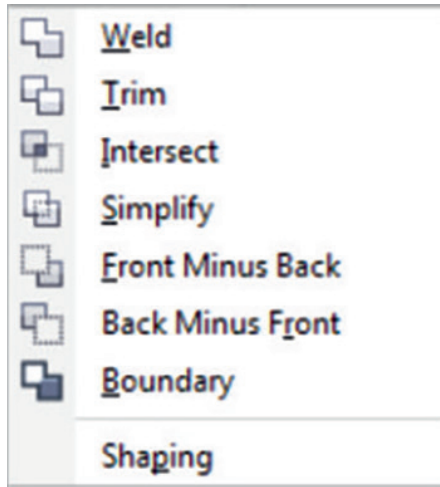 Weld
Trim
Intersect
Simplify
Front Minus Back
Back Minus Front
Boundary
Shaping